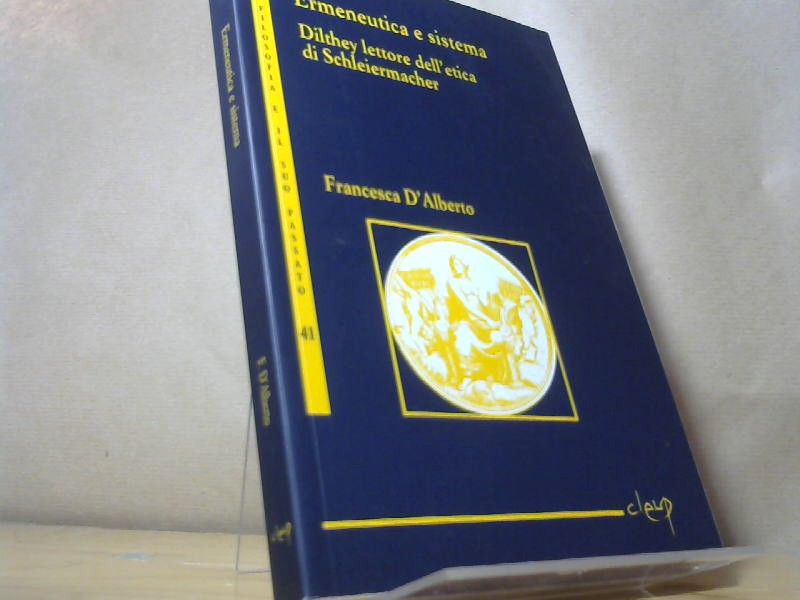 Ermeneutica e sistema
Dilthey lettore dell'etica
di Schleiermacher
Francesca D'Alberto
FILOSOFIA E IL SUO PASSATO
41
cleup
Ermeneutica e sistema
F. D'Alberto
cleup